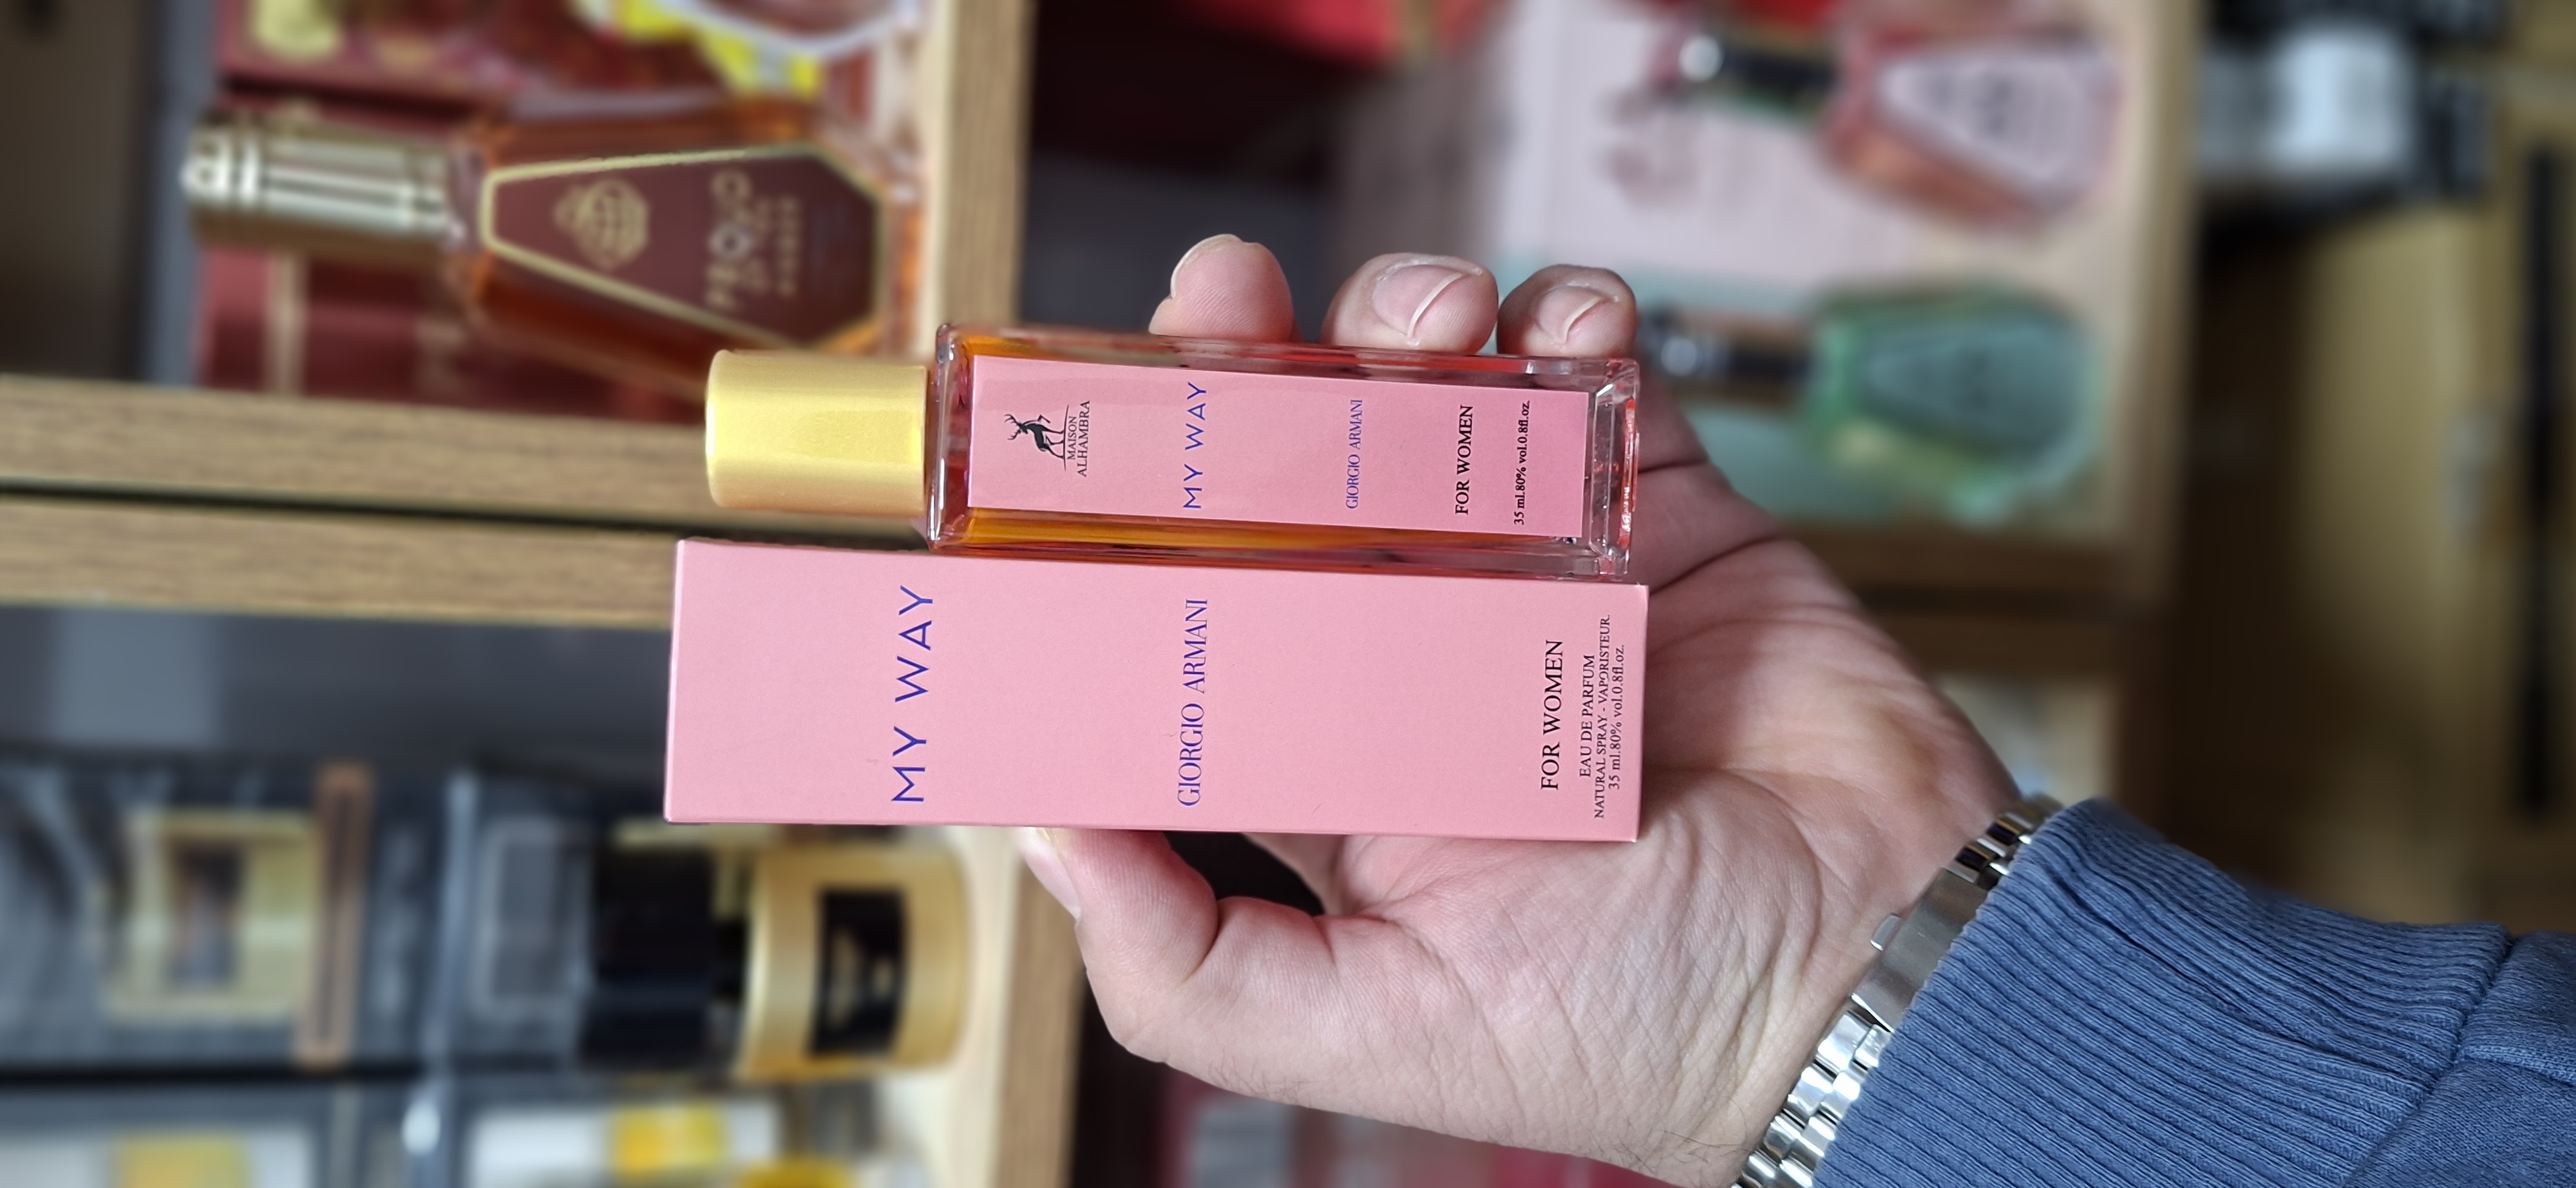 MAISON
ALHAMBRA
MY WAY
GIORGIO ARMANI
FOR WOMEN
35 ml.80% vol.0.8fl.oz.
MY WAY
GIORGIO ARMANI
FOR WOMEN
EAU DE PARFUM
NATURAL SPRAY - VAPORISTEUR.
35 ml.80% vol.0.8fl.oz.